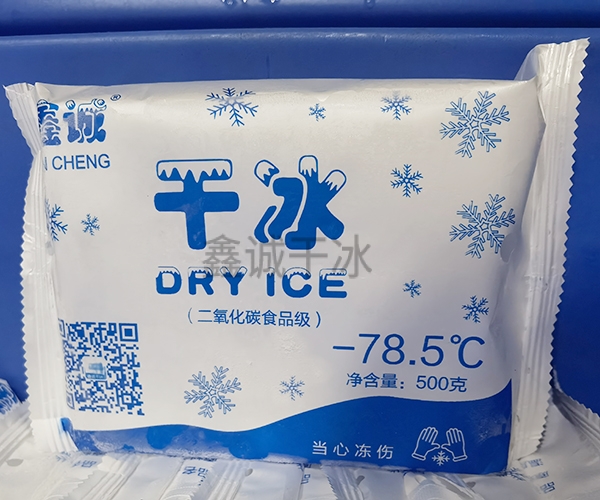 鑫诚®
N CHENG
干冰
鑫诚干冰
DRY ICE
（二氧化碳食品级）
-78.5℃
净含量：500克
当心冻伤